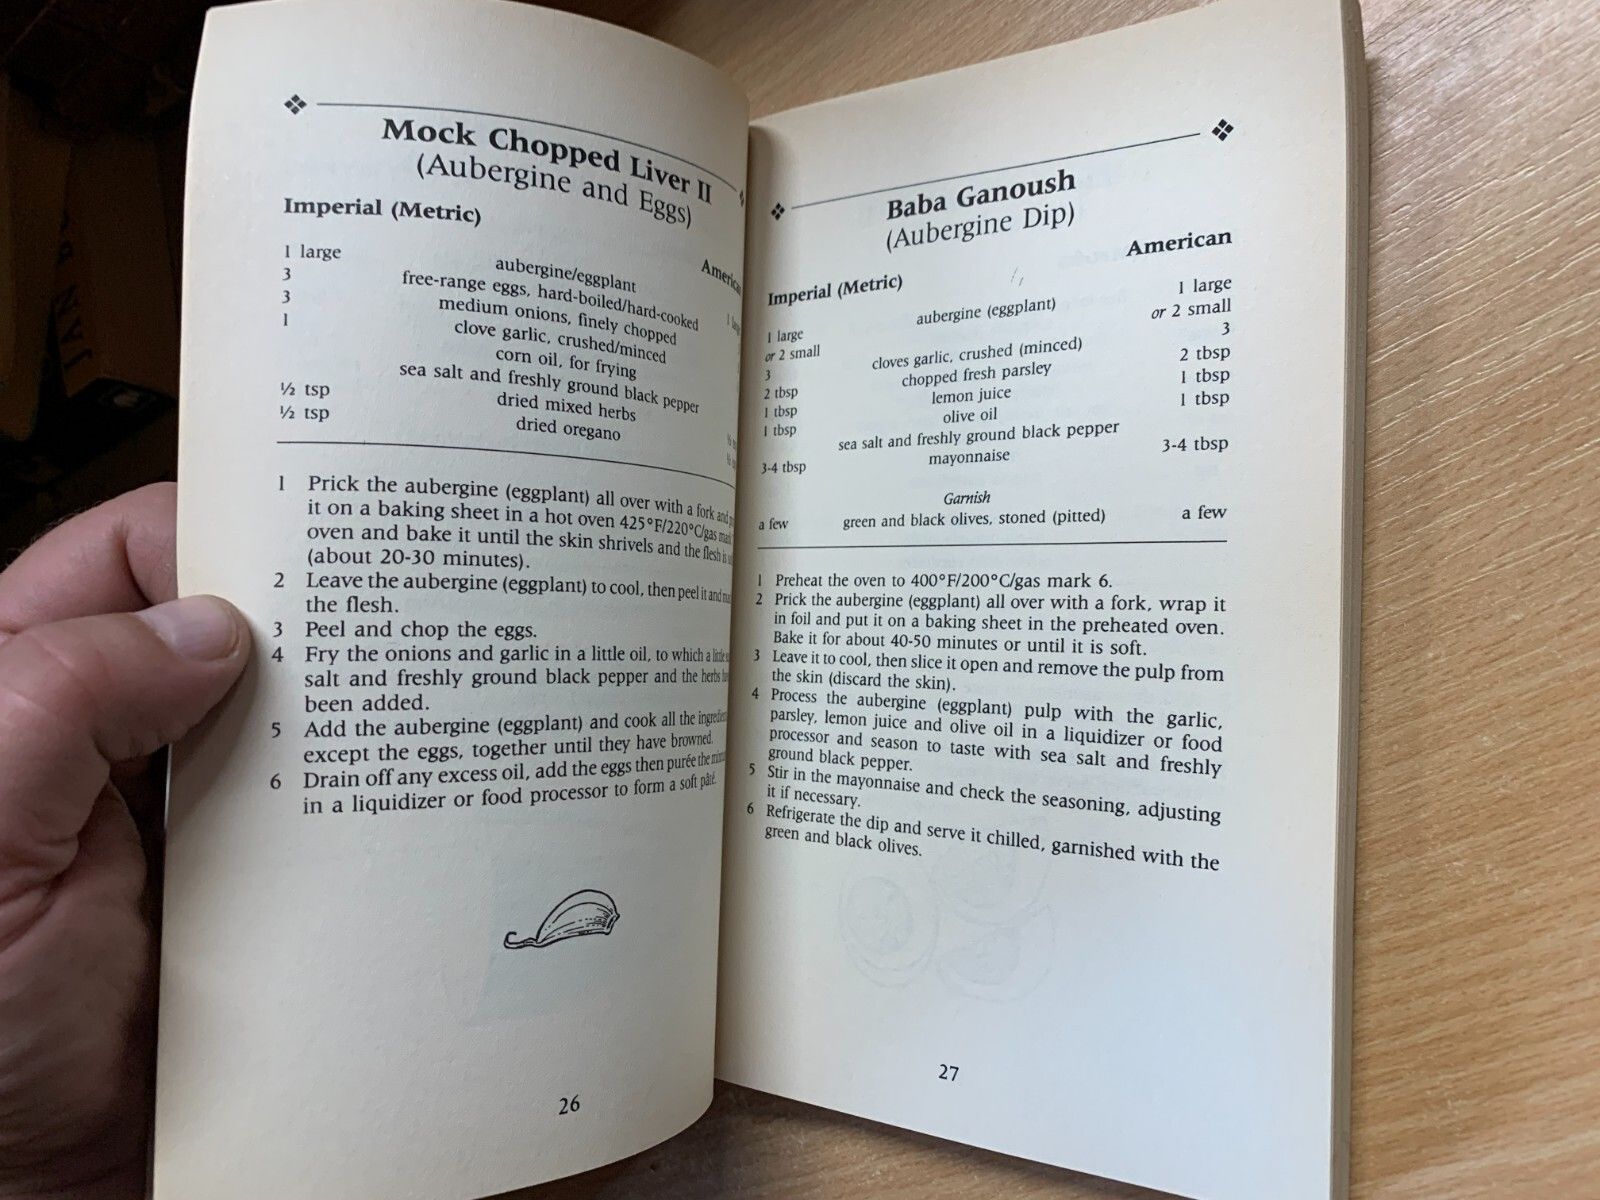 Mock Chopped Liver II
(Aubergine and Eggs)
Imperial (Metric)
1 large aubergine/eggplant
3 free-range eggs, hard-boiled/hard-cooked
3 medium onions, finely chopped
1 clove garlic, crushed/minced
corn oil, for frying
sea salt and freshly ground black pepper
½ tsp dried mixed herbs
½ tsp dried oregano
1 Prick the aubergine (eggplant) all over with a fork and
it on a baking sheet in a hot oven 425°F/220°C/gas
oven and bake it until the skin shrivels and the flesh is
(about 20-30 minutes).
2 Leave the aubergine (eggplant) to cool, then peel it and
the flesh.
3 Peel and chop the eggs.
4 Fry the onions and garlic in a little oil, to which a little
salt and freshly ground black pepper and the herbs
been added.
5 Add the aubergine (eggplant) and cook all the
except the eggs, together until they have browned.
6 Drain off any excess oil, add the eggs then purée the
in a liquidizer or food processor to form a soft pâté.
26
Baba Ganoush
(Aubergine Dip)
Imperial (Metric) American
1 large aubergine (eggplant) 1 large
or 2 small or 2 small
3 cloves garlic, crushed (minced) 3
2 tbsp chopped fresh parsley 2 tbsp
1 tbsp lemon juice 1 tbsp
1 tbsp olive oil 1 tbsp
sea salt and freshly ground black pepper
3-4 tbsp mayonnaise 3-4 tbsp
Garnish
a few green and black olives, stoned (pitted) a few
1 Preheat the oven to 400°F/200°C/gas mark 6.
2 Prick the aubergine (eggplant) all over with a fork, wrap it
in foil and put it on a baking sheet in the preheated oven.
Bake it for about 40-50 minutes or until it is soft.
3 Leave it to cool, then slice it open and remove the pulp from
the skin (discard the skin).
4 Process the aubergine (eggplant) pulp with the garlic,
parsley, lemon juice and olive oil in a liquidizer or food
processor and season to taste with sea salt and freshly
ground black pepper.
5 Stir in the mayonnaise and check the seasoning, adjusting
it if necessary.
6 Refrigerate the dip and serve it chilled, garnished with the
green and black olives.
27